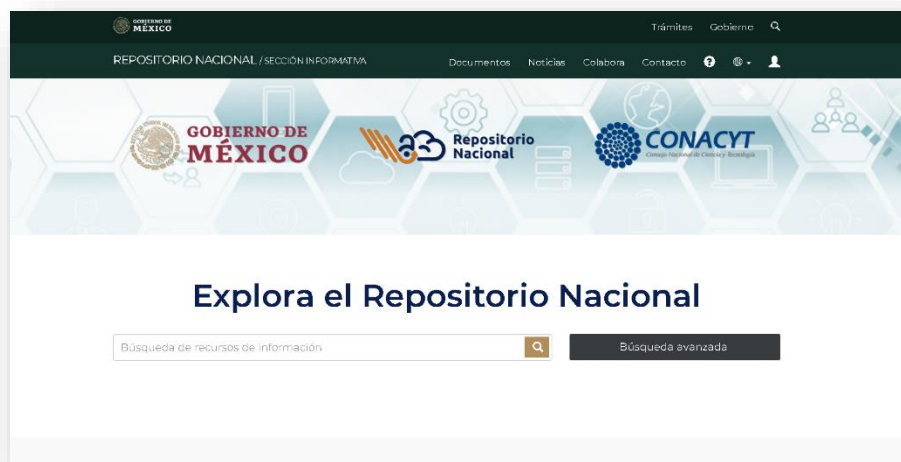 GOBIERNO DE
MÉXICO
Trámites Gobierno
REPOSITORIO NACIONAL / SECCIÓN INFORMATIVA
Documentos Noticias Colabora Contacto
GOBIERNO DE
MÉXICO
Repositorio
Nacional
CONACYT
Consejo Nacional de Ciencia y Tecnología
Explora el Repositorio Nacional
Búsqueda de recursos de información
Búsqueda avanzada